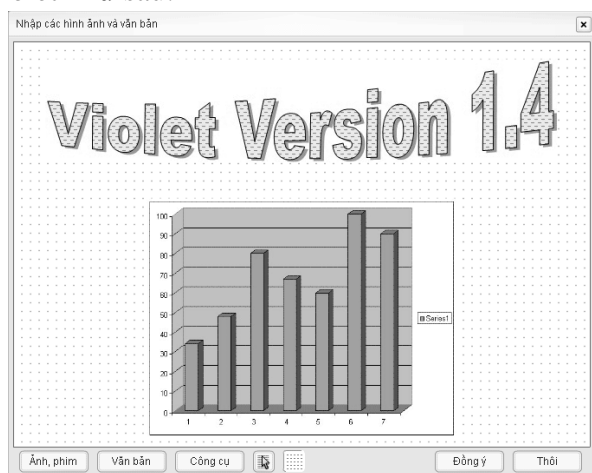 Nhập các hình ảnh và văn bản
Violet Version 1.4
100
90
80
70
60
50
40
30
20
10
0
1 2 3 4 5 6 7
Series1
Ảnh, phim Văn bản Công cụ Đồng ý Thôi